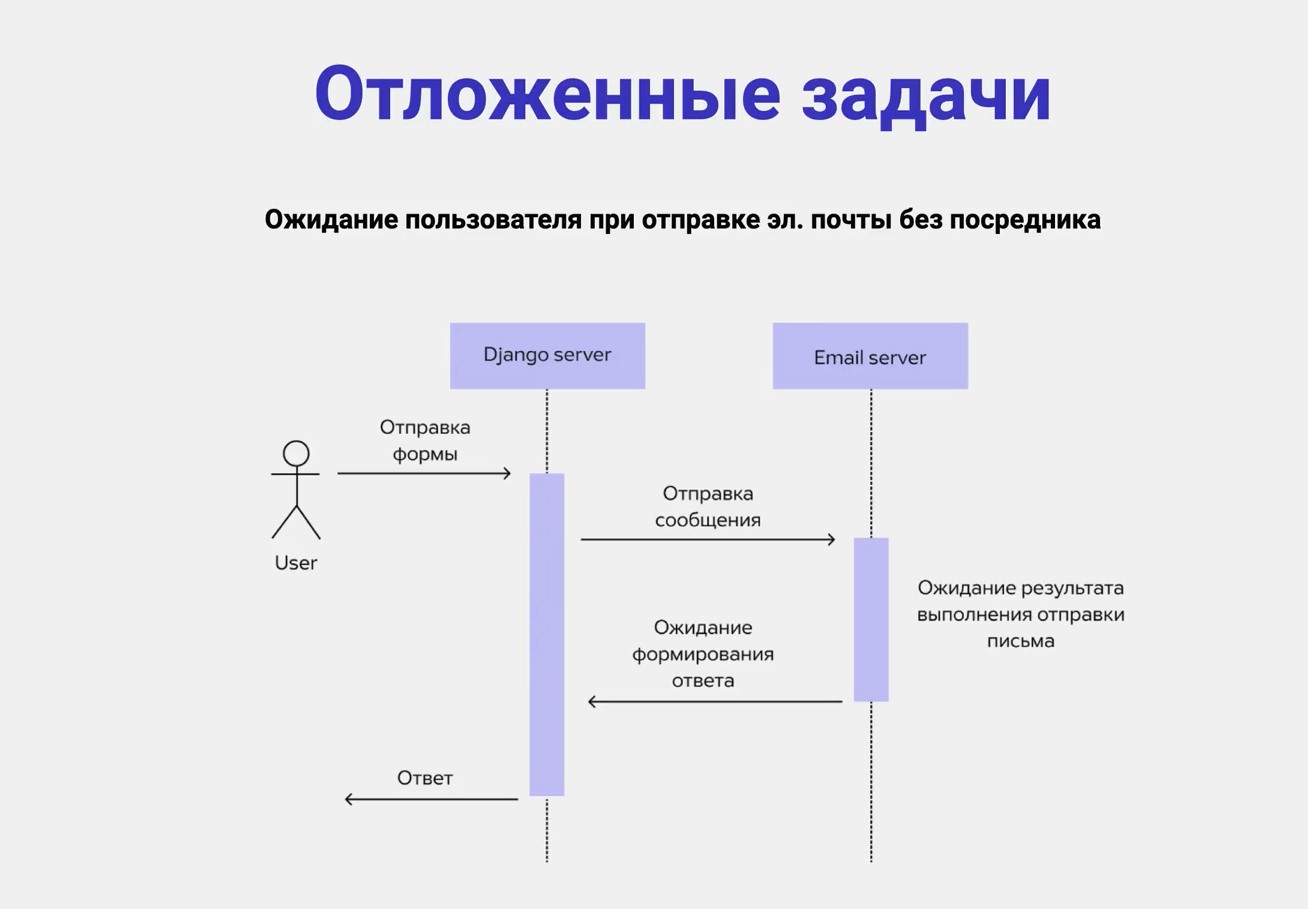 Отложенные задачи
Ожидание пользователя при отправке эл. почты без посредника
Django server
Email server
Отправка
формы
User
Отправка
сообщения
Ожидание результата
выполнения отправки
письма
Ожидание
формирования
ответа
Ответ